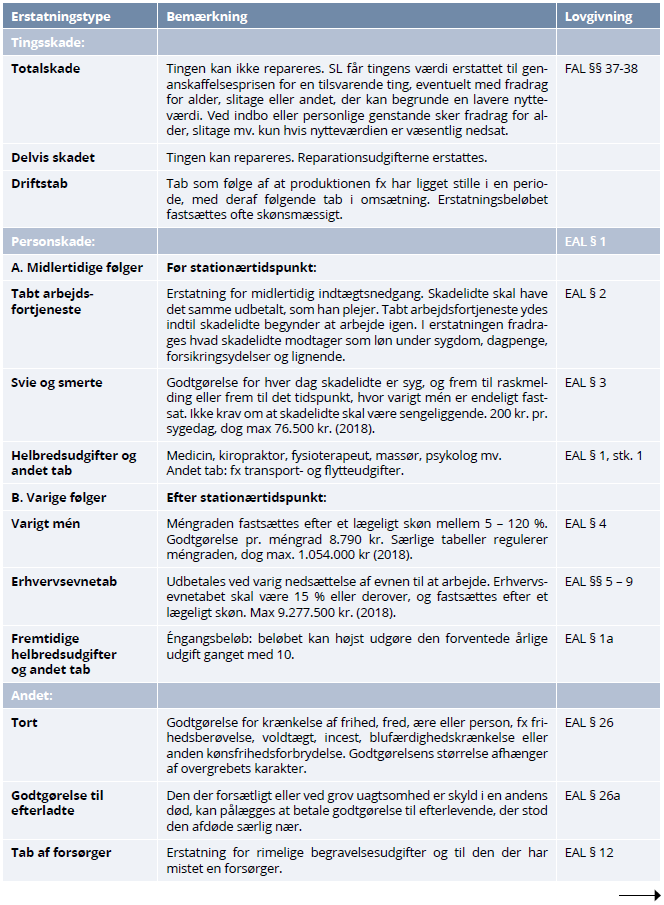 Erstatningstype Bemærkning Lovgivning
Tingsskade:
Totalskade Tingen kan ikke repareres. SL får tingens værdi erstattet til gen- FAL §§ 37-38
anskaffelsesprisen for en tilsvarende ting, eventuelt med fradrag
for alder, slitage eller andet, der kan begrunde en lavere nytte-
værdi. Ved indbo eller personlige genstande sker fradrag for al-
der, slitage mv. kun hvis nytteværdien er væsentlig nedsat.
Delvis skadet Tingen kan repareres. Reparationsudgifterne erstattes.
Driftstab Tab som følge af at produktionen fx har ligget stille i en perio-
de, med deraf følgende tab i omsætning. Erstatningsbeløbet
fastsættes ofte skønsmæssigt.
Personskade: EAL § 1
A. Midlertidige følger Før stationærtidspunkt:
Tabt arbejds- Erstatning for midlertidig indtægtsnedgang. Skadelidte skal have EAL § 2
fortjeneste det samme udbetalt, som han plejer. Tabt arbejdsfortjeneste ydes
indtil skadelidte begynder at arbejde igen. I erstatningen fradra-
ges hvad skadelidte modtager som løn under sygdom, dagpenge,
forsikringsydelser og lignende.
Svie og smerte Godtgørelse for hver dag skadelidte er syg, og frem til raskmel- EAL § 3
ding eller frem til det tidspunkt, hvor varigt mén er endeligt fast-
sat. Ikke krav om at skadelidte skal være sengeliggende. 200 kr. pr.
sygedag, dog max 76.500 kr. (2018).
Helbredsudgifter og Medicin, kiropraktor, fysioterapeut, massør, psykolog mv. EAL § 1, stk. 1
andet tab Andet tab: fx transport- og flytteudgifter.
B. Varige følger Efter stationærtidspunkt:
Varigt mén Méngraden fastsættes efter et lægeligt skøn mellem 5 – 120 %. EAL § 4
Godtgørelse pr. méngrad 8.790 kr. Særlige tabeller regulerer
méngraden, dog max. 1.054.000 kr (2018).
Erhvervsevnetab Udbetales ved varig nedsættelse af evnen til at arbejde. Erhvervs- EAL §§ 5 – 9
evnetabet skal være 15 % eller derover, og fastsættes efter et
lægeligt skøn. Max 9.277.500 kr. (2018).
Fremtidige Éngangsbeløb: beløbet kan højst udgøre den forventede årlige EAL § 1a
helbredsudgifter udgift ganget med 10.
og andet tab
Andet:
Tort Godtgørelse for krænkelse af frihed, fred, ære eller person, fx fri- EAL § 26
hedsberøvelse, voldtægt, incest, blufærdighedskrænkelse eller
anden kønsfrihedsforbrydelse. Godtgørelsens størrelse afhænger
af overgrebets karakter.
Godtgørelse til Den der forsætligt eller ved grov uagtsomhed er skyld i en andens EAL § 26a
efterladte død, kan pålægges at betale godtgørelse til efterlevende, der stod
den afdøde særlig nær.
Tab af forsørger Erstatning for rimelige begravelsesudgifter og til den der har EAL § 12
mistet en forsørger.